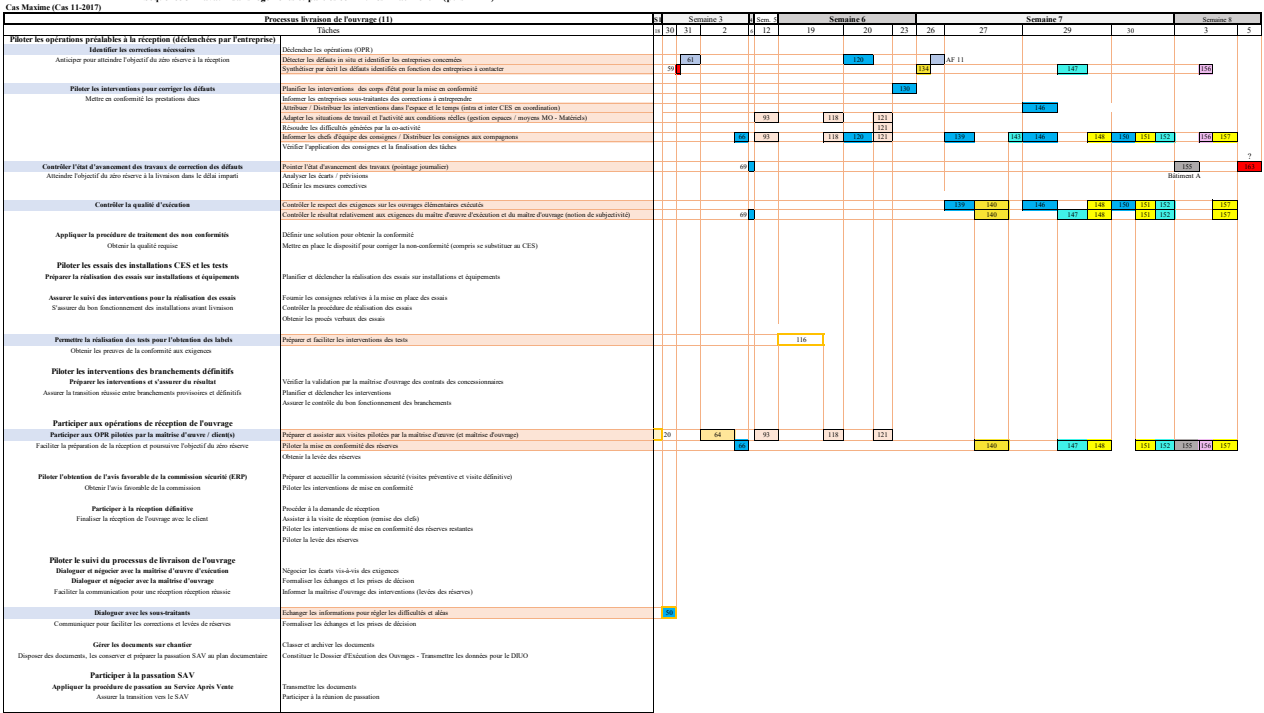 Cas Maxime (Cas 11-2017)
Processus livraison de l'ouvrage (11) Semaine 3 Sem. 5 Semaine 6 Semaine 7 Semaine 8
Tâches 30 31 2 12 19 20 23 26 27 29 30 3 5
Piloter les opérations préalables à la réception (déclenchées par l'entreprise)
Identifier les corrections nécessaires Déclencher les opérations (OPR)
Anticiper pour atteindre l'objectif du zéro réserve à la réception Détecter les défauts in situ et identifier les entreprises concernées 61 120 AF 11
Synthétiser par écrit les défauts identifiés en fonction des entreprises à contacter 59 134 147 156
Piloter les interventions pour corriger les défauts Planifier les interventions des corps d'état pour la mise en conformité 130
Mettre en conformité les prestations dues Informer les entreprises sous-traitantes des corrections à entreprendre
Attribuer / Distribuer les interventions dans l'espace et le temps (intra et inter CES en coordination) 146
Adapter les situations de travail et l'activité aux conditions réelles (gestion espaces / moyens MO - Matériels) 93 118 121
Résoudre les difficultés générées par la co-activité 121
Informer les chefs d'équipe des consignes / Distribuer les consignes aux compagnons 66 93 118 120 121 139 143 146 148 150 151 152 156 157
Vérifier l'application des consignes et la finalisation des tâches
?
Contrôler l'état d'avancement des travaux de correction des défauts Pointer l'état d'avancement des travaux (pointage journalier) 69 155 162
Atteindre l'objectif du zéro réserve à la livraison dans le délai imparti Analyser les écarts / prévisions Bâtiment A
Définir les mesures correctives
Contrôler la qualité d'exécution Contrôler le respect des exigences sur les ouvrages élémentaires exécutés 139 140 146 148 150 151 152 157
Contrôler le résultat relativement aux exigences du maître d'œuvre d'exécution et du maître d'ouvrage (notion de subjectivité) 69 140 147 148 151 152 157
Appliquer la procédure de traitement des non conformités Définir une solution pour obtenir la conformité
Obtenir la qualité requise Mettre en place le dispositif pour corriger la non-conformité (compris se substituer au CES)
Piloter les essais des installations CES et les tests
Préparer la réalisation des essais sur installations et équipements Planifier et déclencher la réalisation des essais sur installations et équipements
Assurer le suivi des interventions pour la réalisation des essais Fournir les consignes relatives à la mise en place des essais
S'assurer du bon fonctionnement des installations avant livraison Contrôler la procédure de réalisation des essais
Obtenir les procés verbaux des essais
Permettre la réalisation des tests pour l'obtention des labels Préparer et faciliter les interventions des tests 116
Obtenir les preuves de la conformité aux exigences
Piloter les interventions des branchements définitifs
Préparer les interventions et s'assurer du résultat Vérifier la validation par la maîtrise d'ouvrage des contrats des concessionnaires
Assurer la transition réussie entre branchements provisoires et définitifs Planifier et déclencher les interventions
Assurer le contrôle du bon fonctionnement des branchements
Participer aux opérations de réception de l'ouvrage
Participer aux OPR pilotées par la maîtrise d'œuvre / client(s) Préparer et assister aux visites pilotées par la maîtrise d'œuvre (et maîtrise d'ouvrage) 20 64 93 118 121
Faciliter la préparation de la réception et poursuivre l'objectif du zéro réserve Piloter la mise en conformité des réserves 66 140 147 148 151 152 155 156 157
Obtenir la levée des réserves
Piloter l'obtention de l'avis favorable de la commission sécurité (ERP) Préparer et accueillir la commission sécurité (visites préventive et visite définitive)
Obtenir l'avis favorable de la commission Piloter les interventions de mise en conformité
Participer à la réception définitive Procéder à la demande de réception
Finaliser la réception de l'ouvrage avec le client Assister à la visite de réception (remise des clefs)
Piloter les interventions de mise en conformité des réserves restantes
Piloter la levée des réserves
Piloter le suivi du processus de livraison de l'ouvrage
Dialoguer et négocier avec la maîtrise d'œuvre d'exécution Négocier les écarts vis-à-vis des exigences
Dialoguer et négocier avec la maîtrise d'ouvrage Formaliser les échanges et les prises de décison
Faciliter la communication pour une réception réception réussie Informer la maîtrise d'ouvrage des interventions (levées des réserves)
Dialoguer avec les sous-traitants Echanger les informations pour régler les difficultés et aléas
Communiquer pour faciliter les corrections et levées de réserves Formaliser les échanges et les prises de décision
Gérer les documents sur chantier Classer et archiver les documents
Disposer des documents, les conserver et préparer la passation SAV au plan documentaire Constituer le Dossier d'Exécution des Ouvrages - Transmettre les données pour le DIUO
Participer à la passation SAV
Appliquer la procédure de passation au Service Après Vente Transmettre les documents
Assurer la transition vers le SAV Participer à la réunion de passation